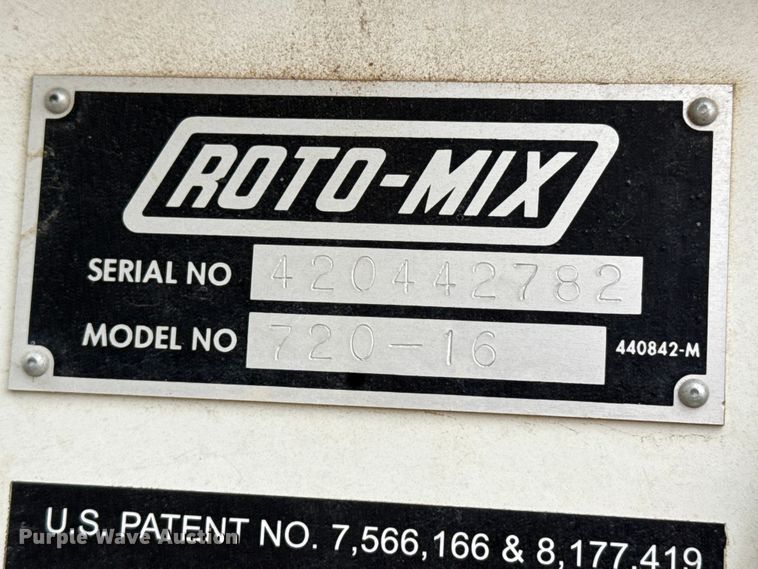 ROTO-MIX
SERIAL NO 420442782
MODEL NO 720-16 440842-M
U.S. PATENT NO. 7,566,166 & 8,177,419
Purple Wave Auction